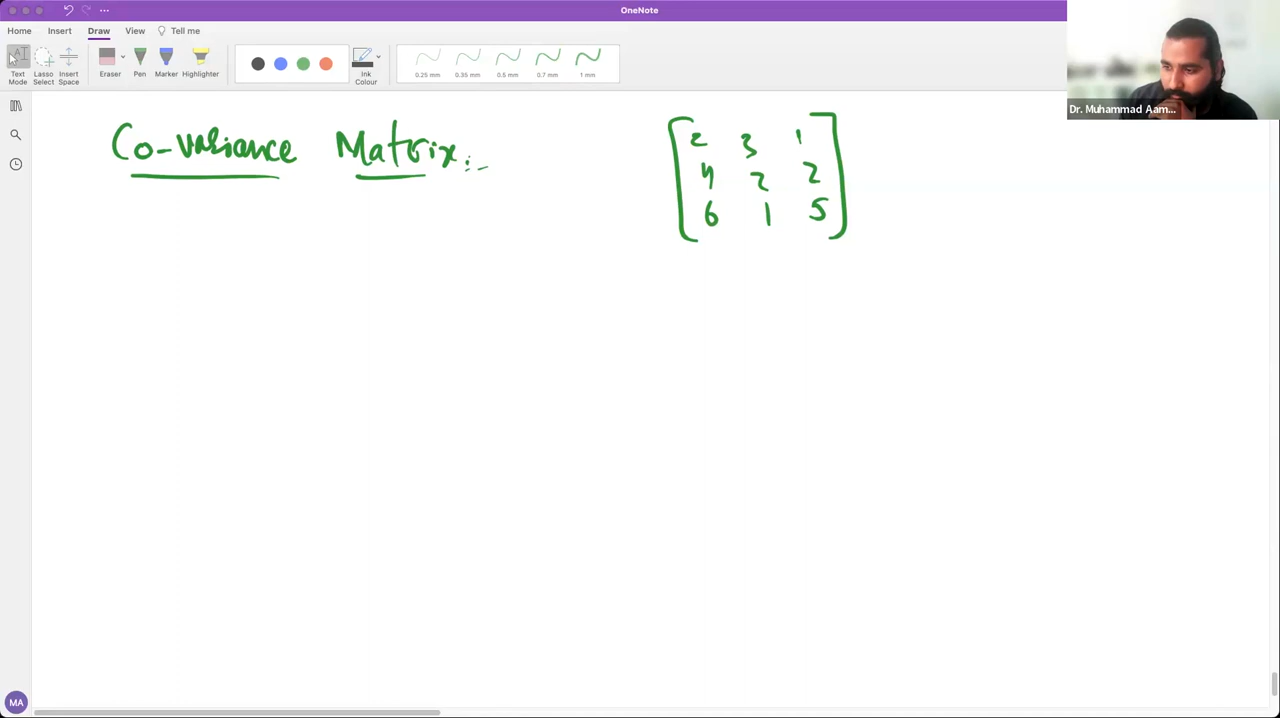 OneNote
Home Insert Draw View Tell me
Text Mode Lasso Select Insert Space Eraser Pen Marker Highlighter Ink Colour 0.25 mm 0.35 mm 0.5 mm 0.7 mm 1 mm
Dr. Muhammad Aam...
Co-variance Matrix:-
2 3 1
4 2 2
6 1 5
MA